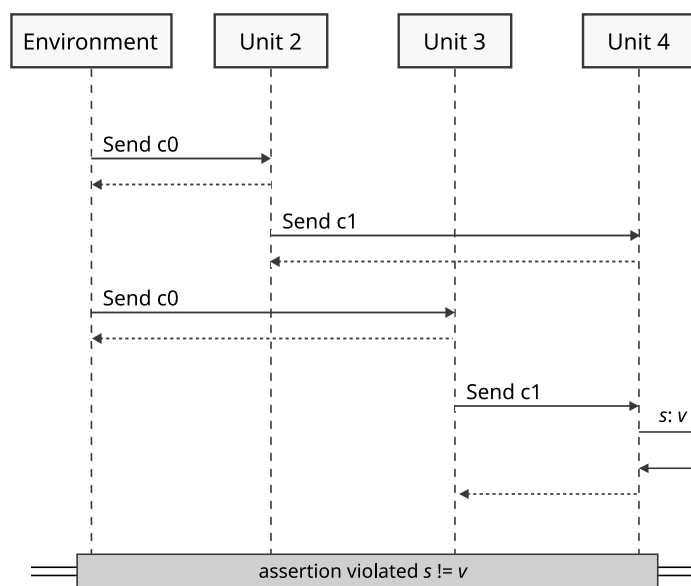 Environment
Unit 2
Unit 3
Unit 4
Send c0
Send c1
Send c0
Send c1
s: v
assertion violated s != v